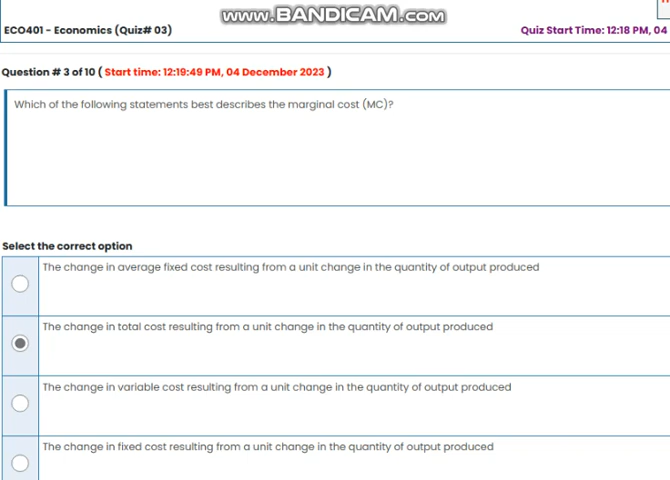 www.BANDICAM.com
ECO401 - Economics (Quiz# 03)
Quiz Start Time: 12:18 PM, 04
Question # 3 of 10 ( Start time: 12:19:49 PM, 04 December 2023 )
Which of the following statements best describes the marginal cost (MC)?
Select the correct option
The change in average fixed cost resulting from a unit change in the quantity of output produced
The change in total cost resulting from a unit change in the quantity of output produced
The change in variable cost resulting from a unit change in the quantity of output produced
The change in fixed cost resulting from a unit change in the quantity of output produced